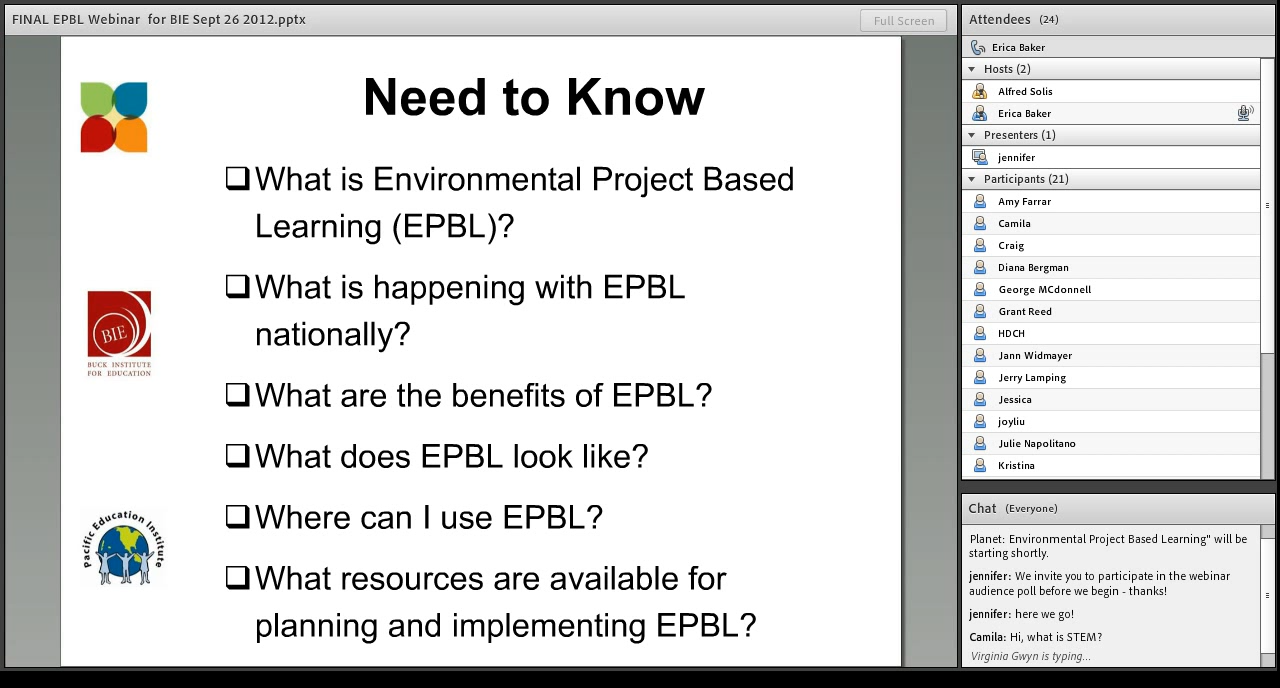 FINAL EPBL Webinar for BIE Sept 26 2012.pptx
Full Screen
Need to Know
What is Environmental Project Based
Learning (EPBL)?
What is happening with EPBL
nationally?
What are the benefits of EPBL?
What does EPBL look like?
Where can I use EPBL?
What resources are available for
planning and implementing EPBL?
BIE
BUCK INSTITUTE
FOR EDUCATION
Pacific Education Institute
Attendees (24)
Erica Baker
Hosts (2)
Alfred Solis
Erica Baker
Presenters (1)
jennifer
Participants (21)
Amy Farrar
Camila
Craig
Diana Bergman
George MCdonnell
Grant Reed
HDCH
Jann Widmayer
Jerry Lamping
Jessica
joyliu
Julie Napolitano
Kristina
Chat (Everyone)
Planet: Environmental Project Based Learning" will be
starting shortly.
jennifer: We invite you to participate in the webinar
audience poll before we begin - thanks!
jennifer: here we go!
Camila: Hi, what is STEM?
Virginia Gwyn is typing...